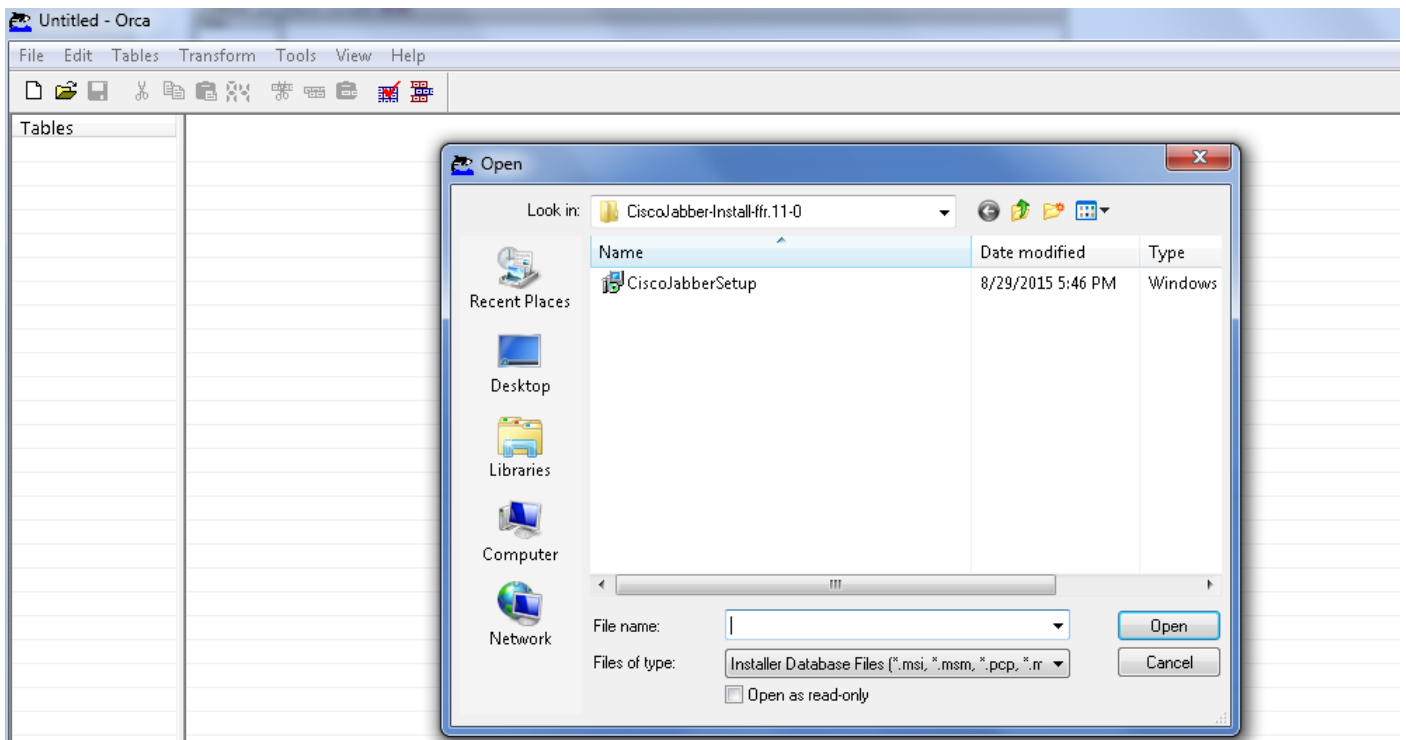 Untitled - Orca
File Edit Tables Transform Tools View Help
Tables
Open
Look in: CiscoJabber-Install-ffr.11-0
Name Date modified Type
CiscoJabberSetup 8/29/2015 5:46 PM Windows
Recent Places
Desktop
Libraries
Computer
Network
File name: Open
Files of type: Installer Database Files (*.msi, *.msm, *.pcp, *.m Cancel
Open as read-only